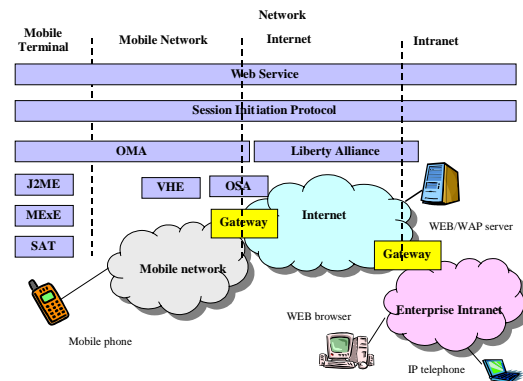 Network
Mobile
Terminal
Mobile Network
Internet
Intranet
Web Service
Session Initiation Protocol
OMA
Liberty Alliance
J2ME
VHE
OSA
MExE
SAT
Gateway
Internet
WEB/WAP server
Gateway
Mobile network
Enterprise Intranet
WEB browser
Mobile phone
IP telephone